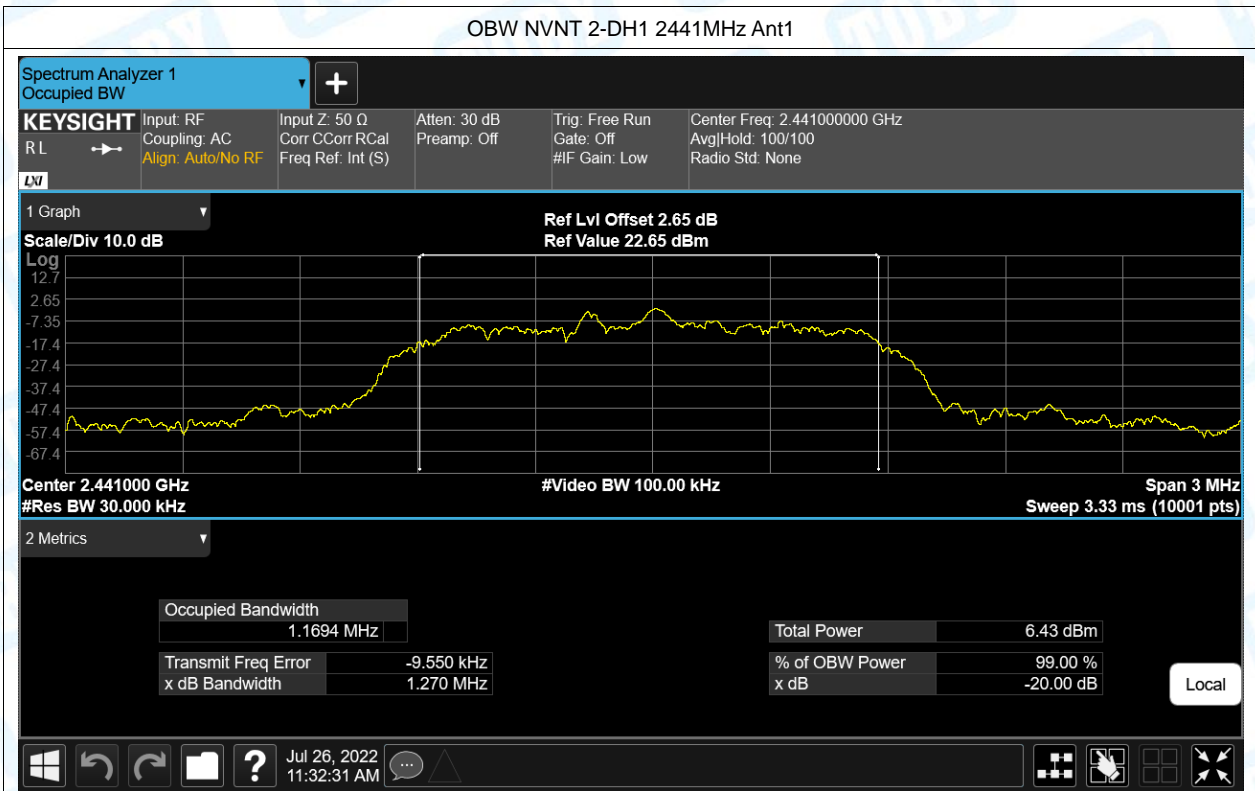 OBW NVNT 2-DH1 2441MHz Ant1
Spectrum Analyzer 1
Occupied BW
KEYSIGHT
R L
LXI
Input: RF
Coupling: AC
Align: Auto/No RF
Input Z: 50 Ω
Corr CCorr RCal
Freq Ref: Int (S)
Atten: 30 dB
Preamp: Off
Trig: Free Run
Gate: Off
#IF Gain: Low
Center Freq: 2.441000000 GHz
Avg|Hold: 100/100
Radio Std: None
1 Graph
Scale/Div 10.0 dB
Ref Lvl Offset 2.65 dB
Ref Value 22.65 dBm
Log
12.7
2.65
-7.35
-17.4
-27.4
-37.4
-47.4
-57.4
-67.4
Center 2.441000 GHz
#Video BW 100.00 kHz
Span 3 MHz
#Res BW 30.000 kHz
Sweep 3.33 ms (10001 pts)
2 Metrics
Occupied Bandwidth
1.1694 MHz
Total Power 6.43 dBm
Transmit Freq Error -9.550 kHz
% of OBW Power 99.00 %
x dB Bandwidth 1.270 MHz
x dB -20.00 dB
Local
Jul 26, 2022
11:32:31 AM